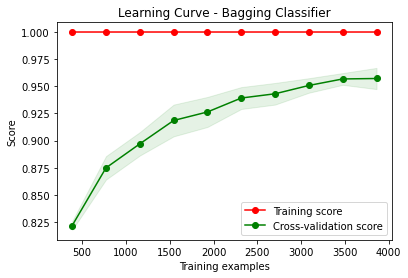 Learning Curve - Bagging Classifier
1.000
0.975
0.950
0.925
0.900
0.875
0.850
0.825
Score
500 1000 1500 2000 2500 3000 3500 4000
Training examples
Training score
Cross-validation score